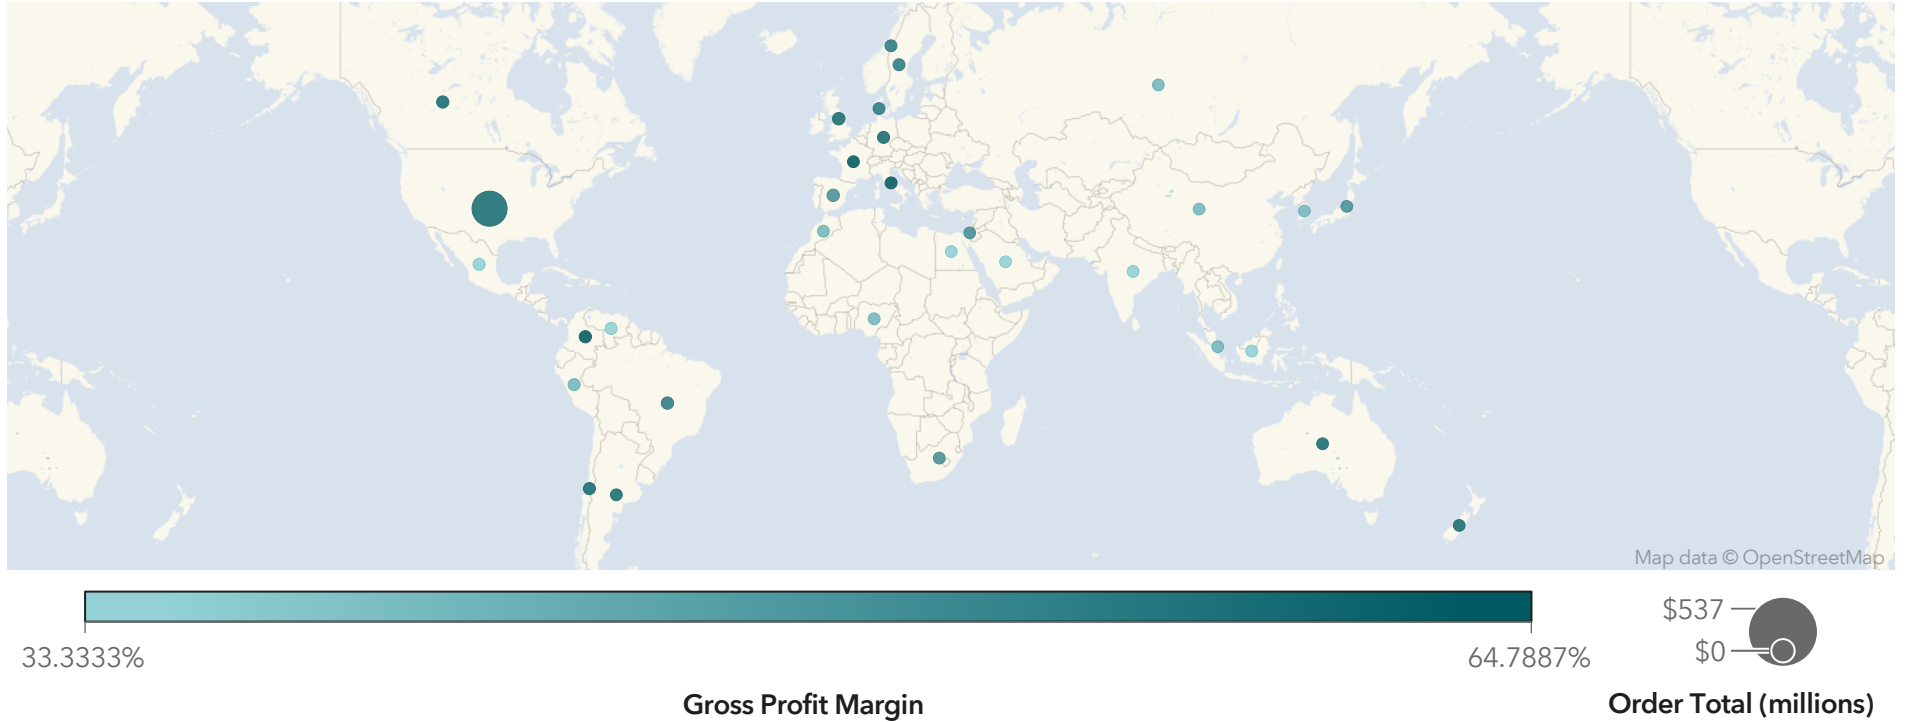 Map data © OpenStreetMap
$537
$0
33.3333%
64.7887%
Gross Profit Margin
Order Total (millions)